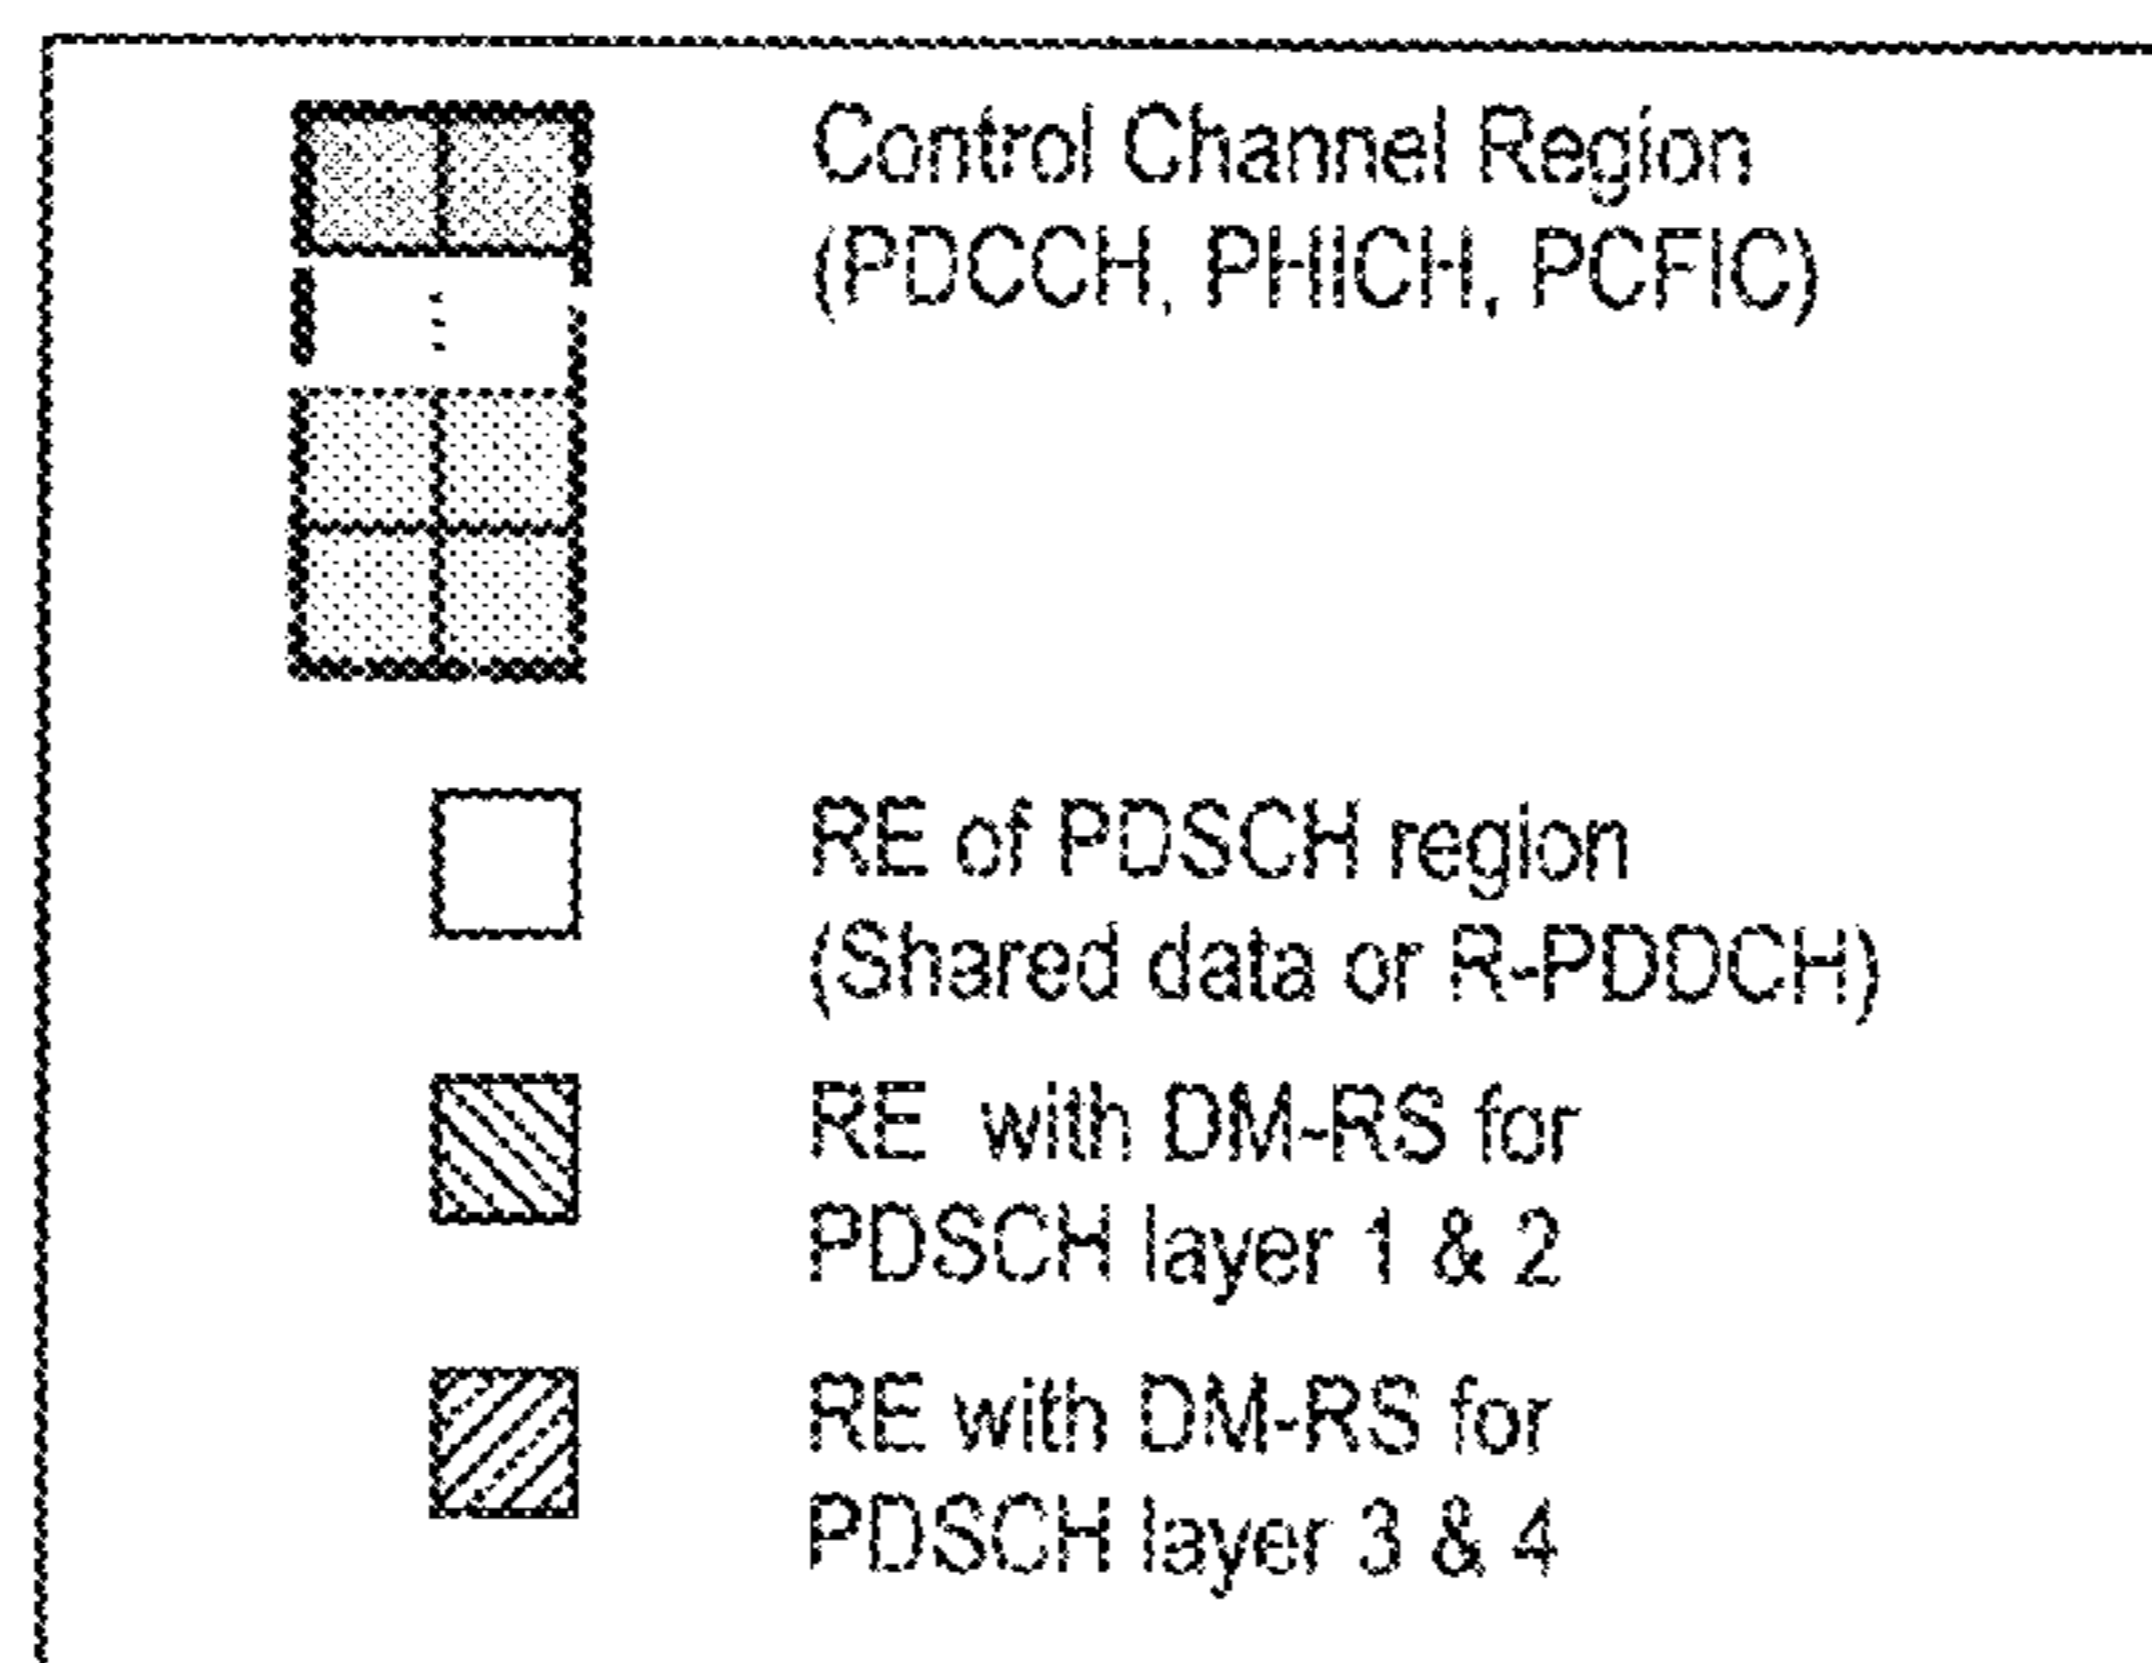 Control Channel Region
(PDCCH, PHICH, PCFIC)
RE of PDSCH region
(Shared data or R-PDDCH)
RE with DM-RS for
PDSCH layer 1 & 2
RE with DM-RS for
PDSCH layer 3 & 4